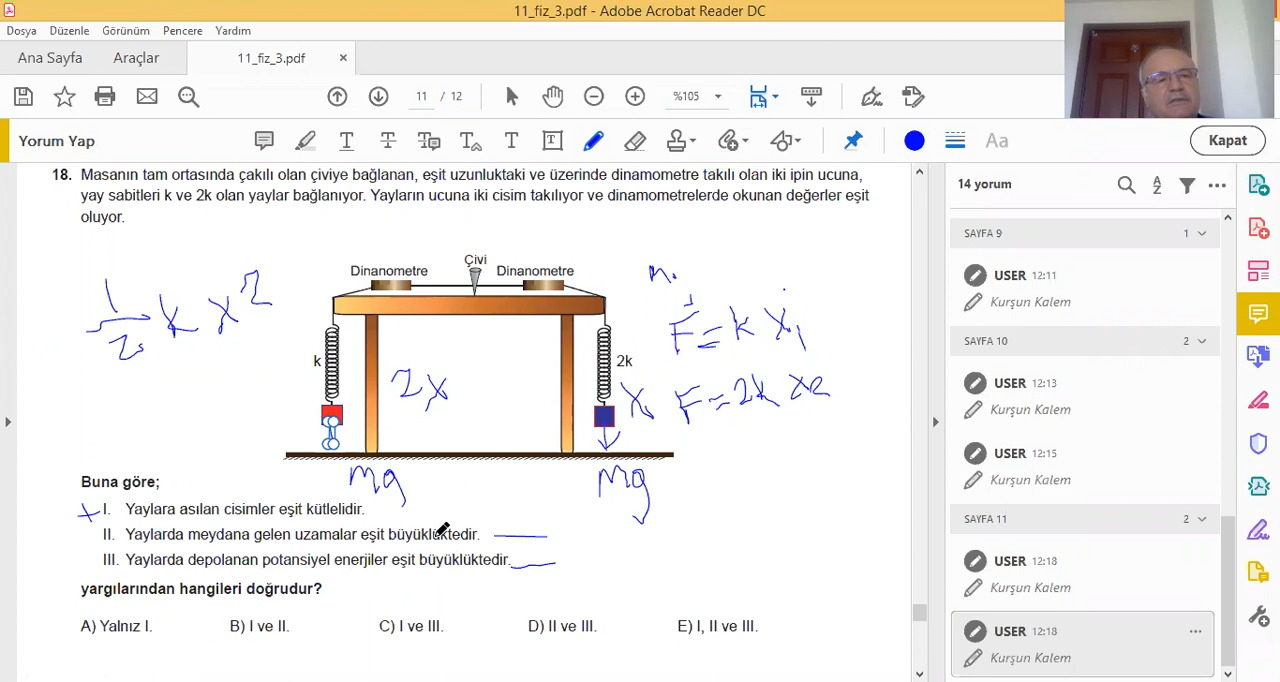 11_fiz_3.pdf - Adobe Acrobat Reader DC
Dosya Düzenle Görünüm Pencere Yardım
Ana Sayfa Araçlar 11_fiz_3.pdf ×
11 / 12 %105
Yorum Yap Aa Kapat
18. Masanın tam ortasında çakılı olan çiviye bağlanan, eşit uzunluktaki ve üzerinde dinamometre takılı olan iki ipin ucuna,
yay sabitleri k ve 2k olan yaylar bağlanıyor. Yayların ucuna iki cisim takılıyor ve dinamometrelerde okunan değerler eşit
oluyor.
Çivi
Dinanometre Dinanometre
1/2 k x²
F = k x₁
k 2k
2x x F = 2k x2
mg mg
Buna göre;
I. Yaylara asılan cisimler eşit kütlelidir.
II. Yaylarda meydana gelen uzamalar eşit büyüklüktedir.
III. Yaylarda depolanan potansiyel enerjiler eşit büyüklüktedir.
yargılarından hangileri doğrudur?
A) Yalnız I. B) I ve II. C) I ve III. D) II ve III. E) I, II ve III.
14 yorum
SAYFA 9 1
USER 12:11
Kurşun Kalem
SAYFA 10 2
USER 12:13
Kurşun Kalem
USER 12:15
Kurşun Kalem
SAYFA 11 2
USER 12:18
Kurşun Kalem
USER 12:18
Kurşun Kalem